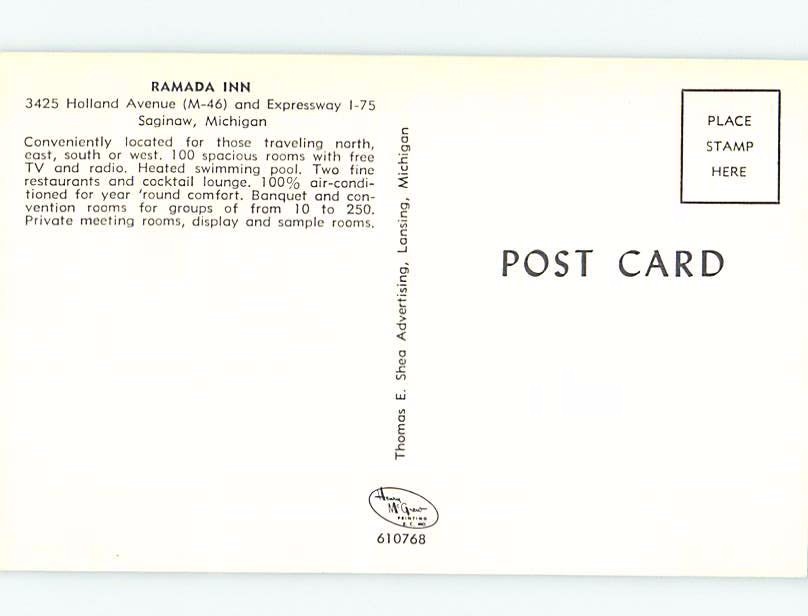 RAMADA INN
3425 Holland Avenue (M-46) and Expressway I-75
Saginaw, Michigan
Conveniently located for those traveling north,
east, south or west. 100 spacious rooms with free
TV and radio. Heated swimming pool. Two fine
restaurants and cocktail lounge. 100% air-condi-
tioned for year 'round comfort. Banquet and con-
vention rooms for groups of from 10 to 250.
Private meeting rooms, display and sample rooms.
Thomas E. Shea Advertising, Lansing, Michigan
Henry
McGrew
PRINTING
K. C. MO.
610768
PLACE
STAMP
HERE
POST CARD